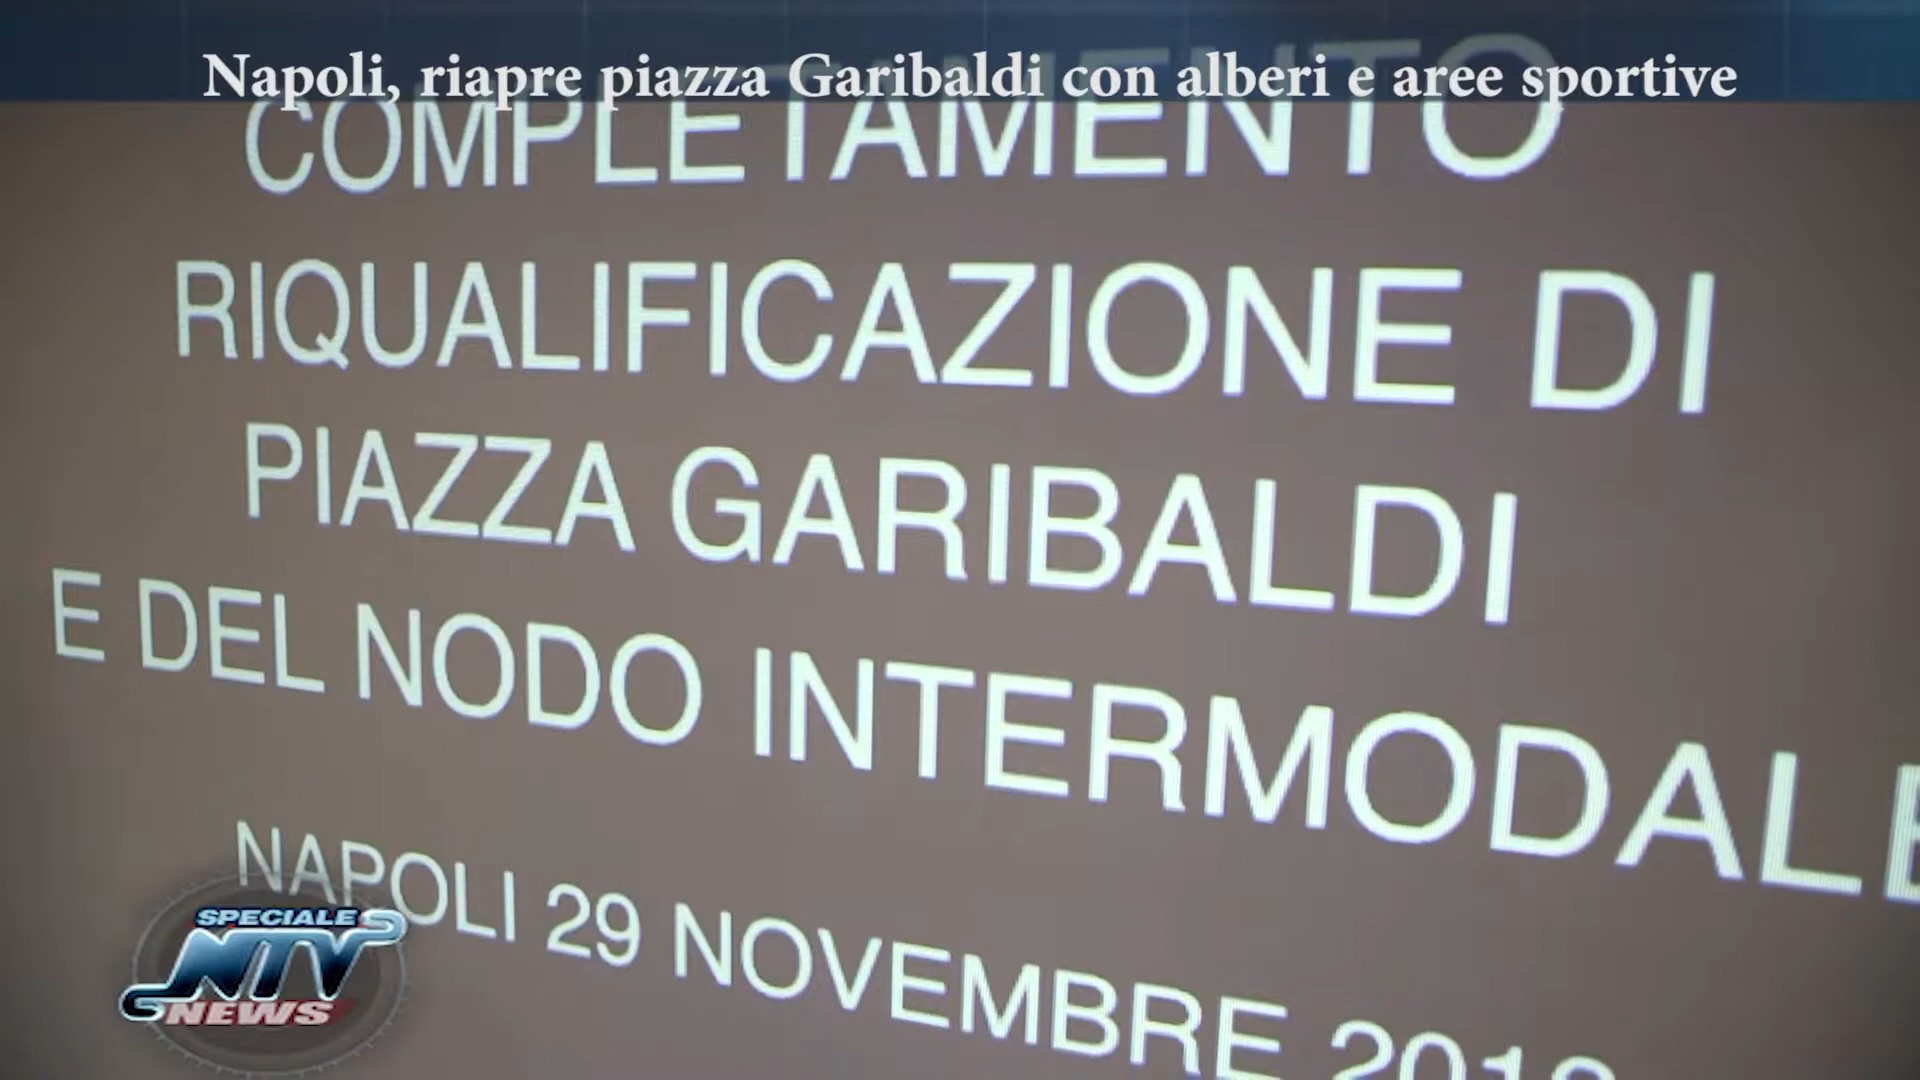 Napoli, riapre piazza Garibaldi con alberi e aree sportive
COMPLETAMENTO
RIQUALIFICAZIONE DI
PIAZZA GARIBALDI
E DEL NODO INTERMODALE
NAPOLI 29 NOVEMBRE
SPECIALE
NTV
NEWS